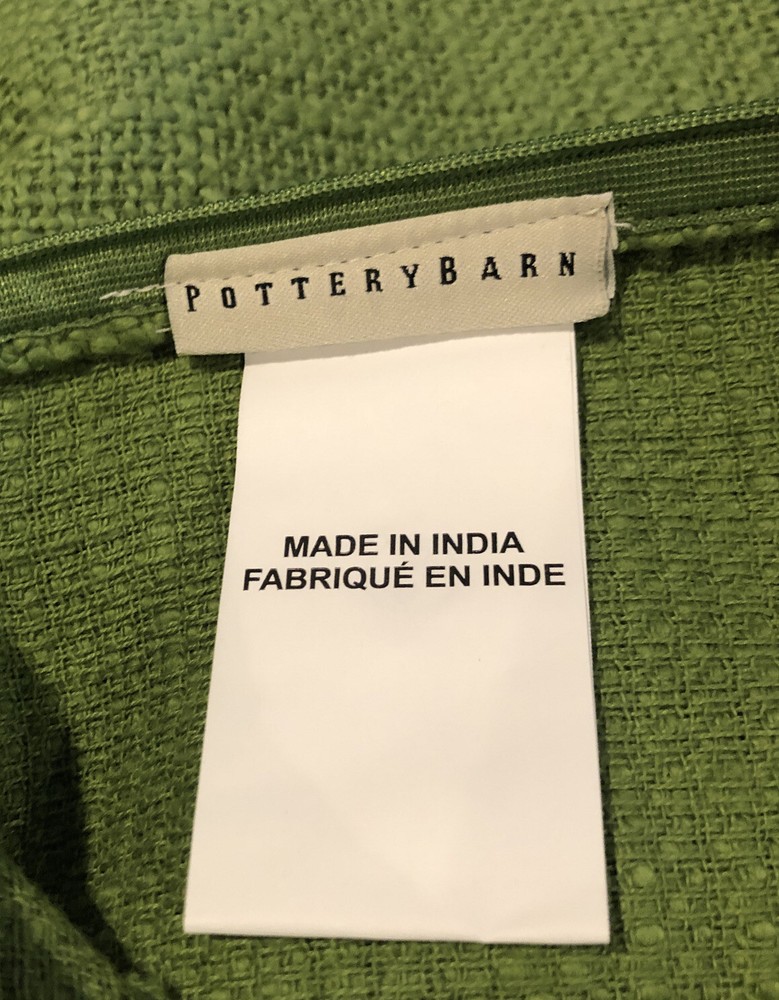 POTTERYBARN
MADE IN INDIA
FABRIQUÉ EN INDE